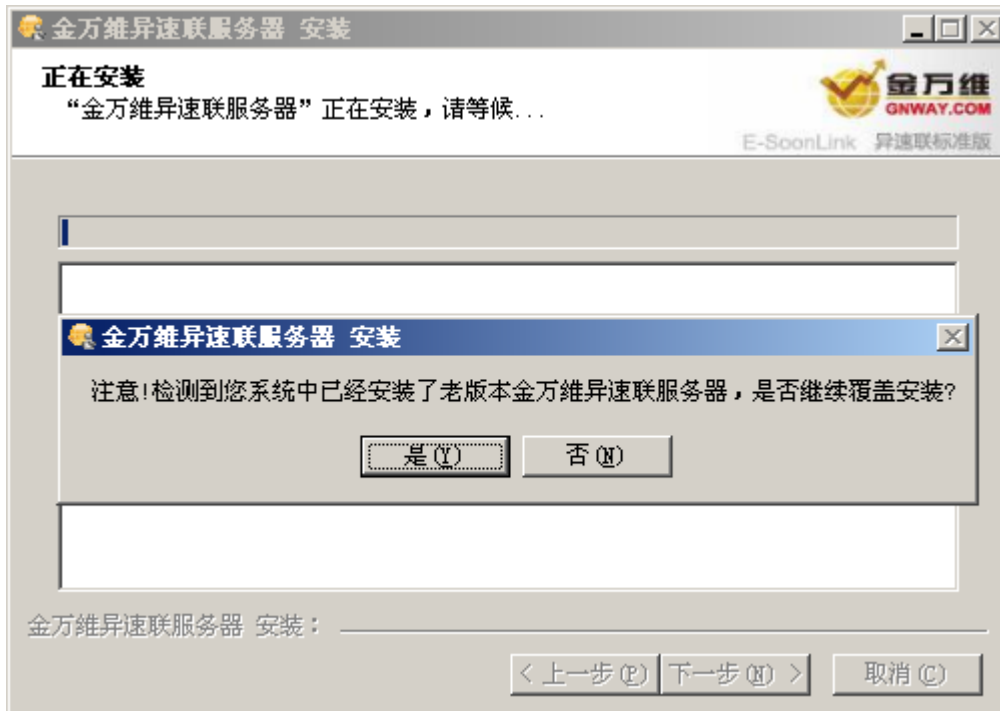 金万维异速联服务器 安装
正在安装
“金万维异速联服务器”正在安装，请等候...
金万维
GNWAY.COM
E-SoonLink 异速联标准版
金万维异速联服务器 安装
注意!检测到您系统中已经安装了老版本金万维异速联服务器，是否继续覆盖安装?
是(Y)
否(N)
金万维异速联服务器 安装：
< 上一步(P)
下一步(N) >
取消(C)